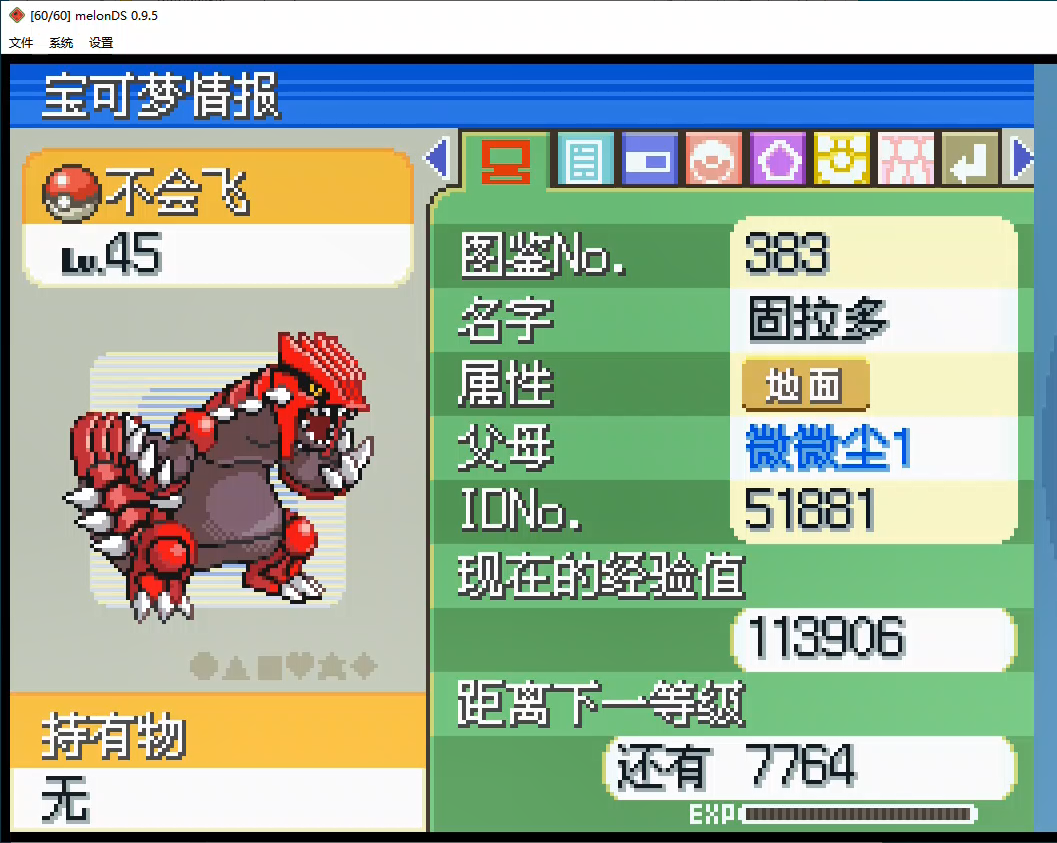 [60/60] melonDS 0.9.5
文件 系统 设置
宝可梦情报
不会飞
Lv.45
图鉴No. 383
名字 固拉多
属性 地面
父母 微微尘1
IDNo. 51881
现在的经验值
113906
距离下一等级
还有 7764
EXP
持有物
无